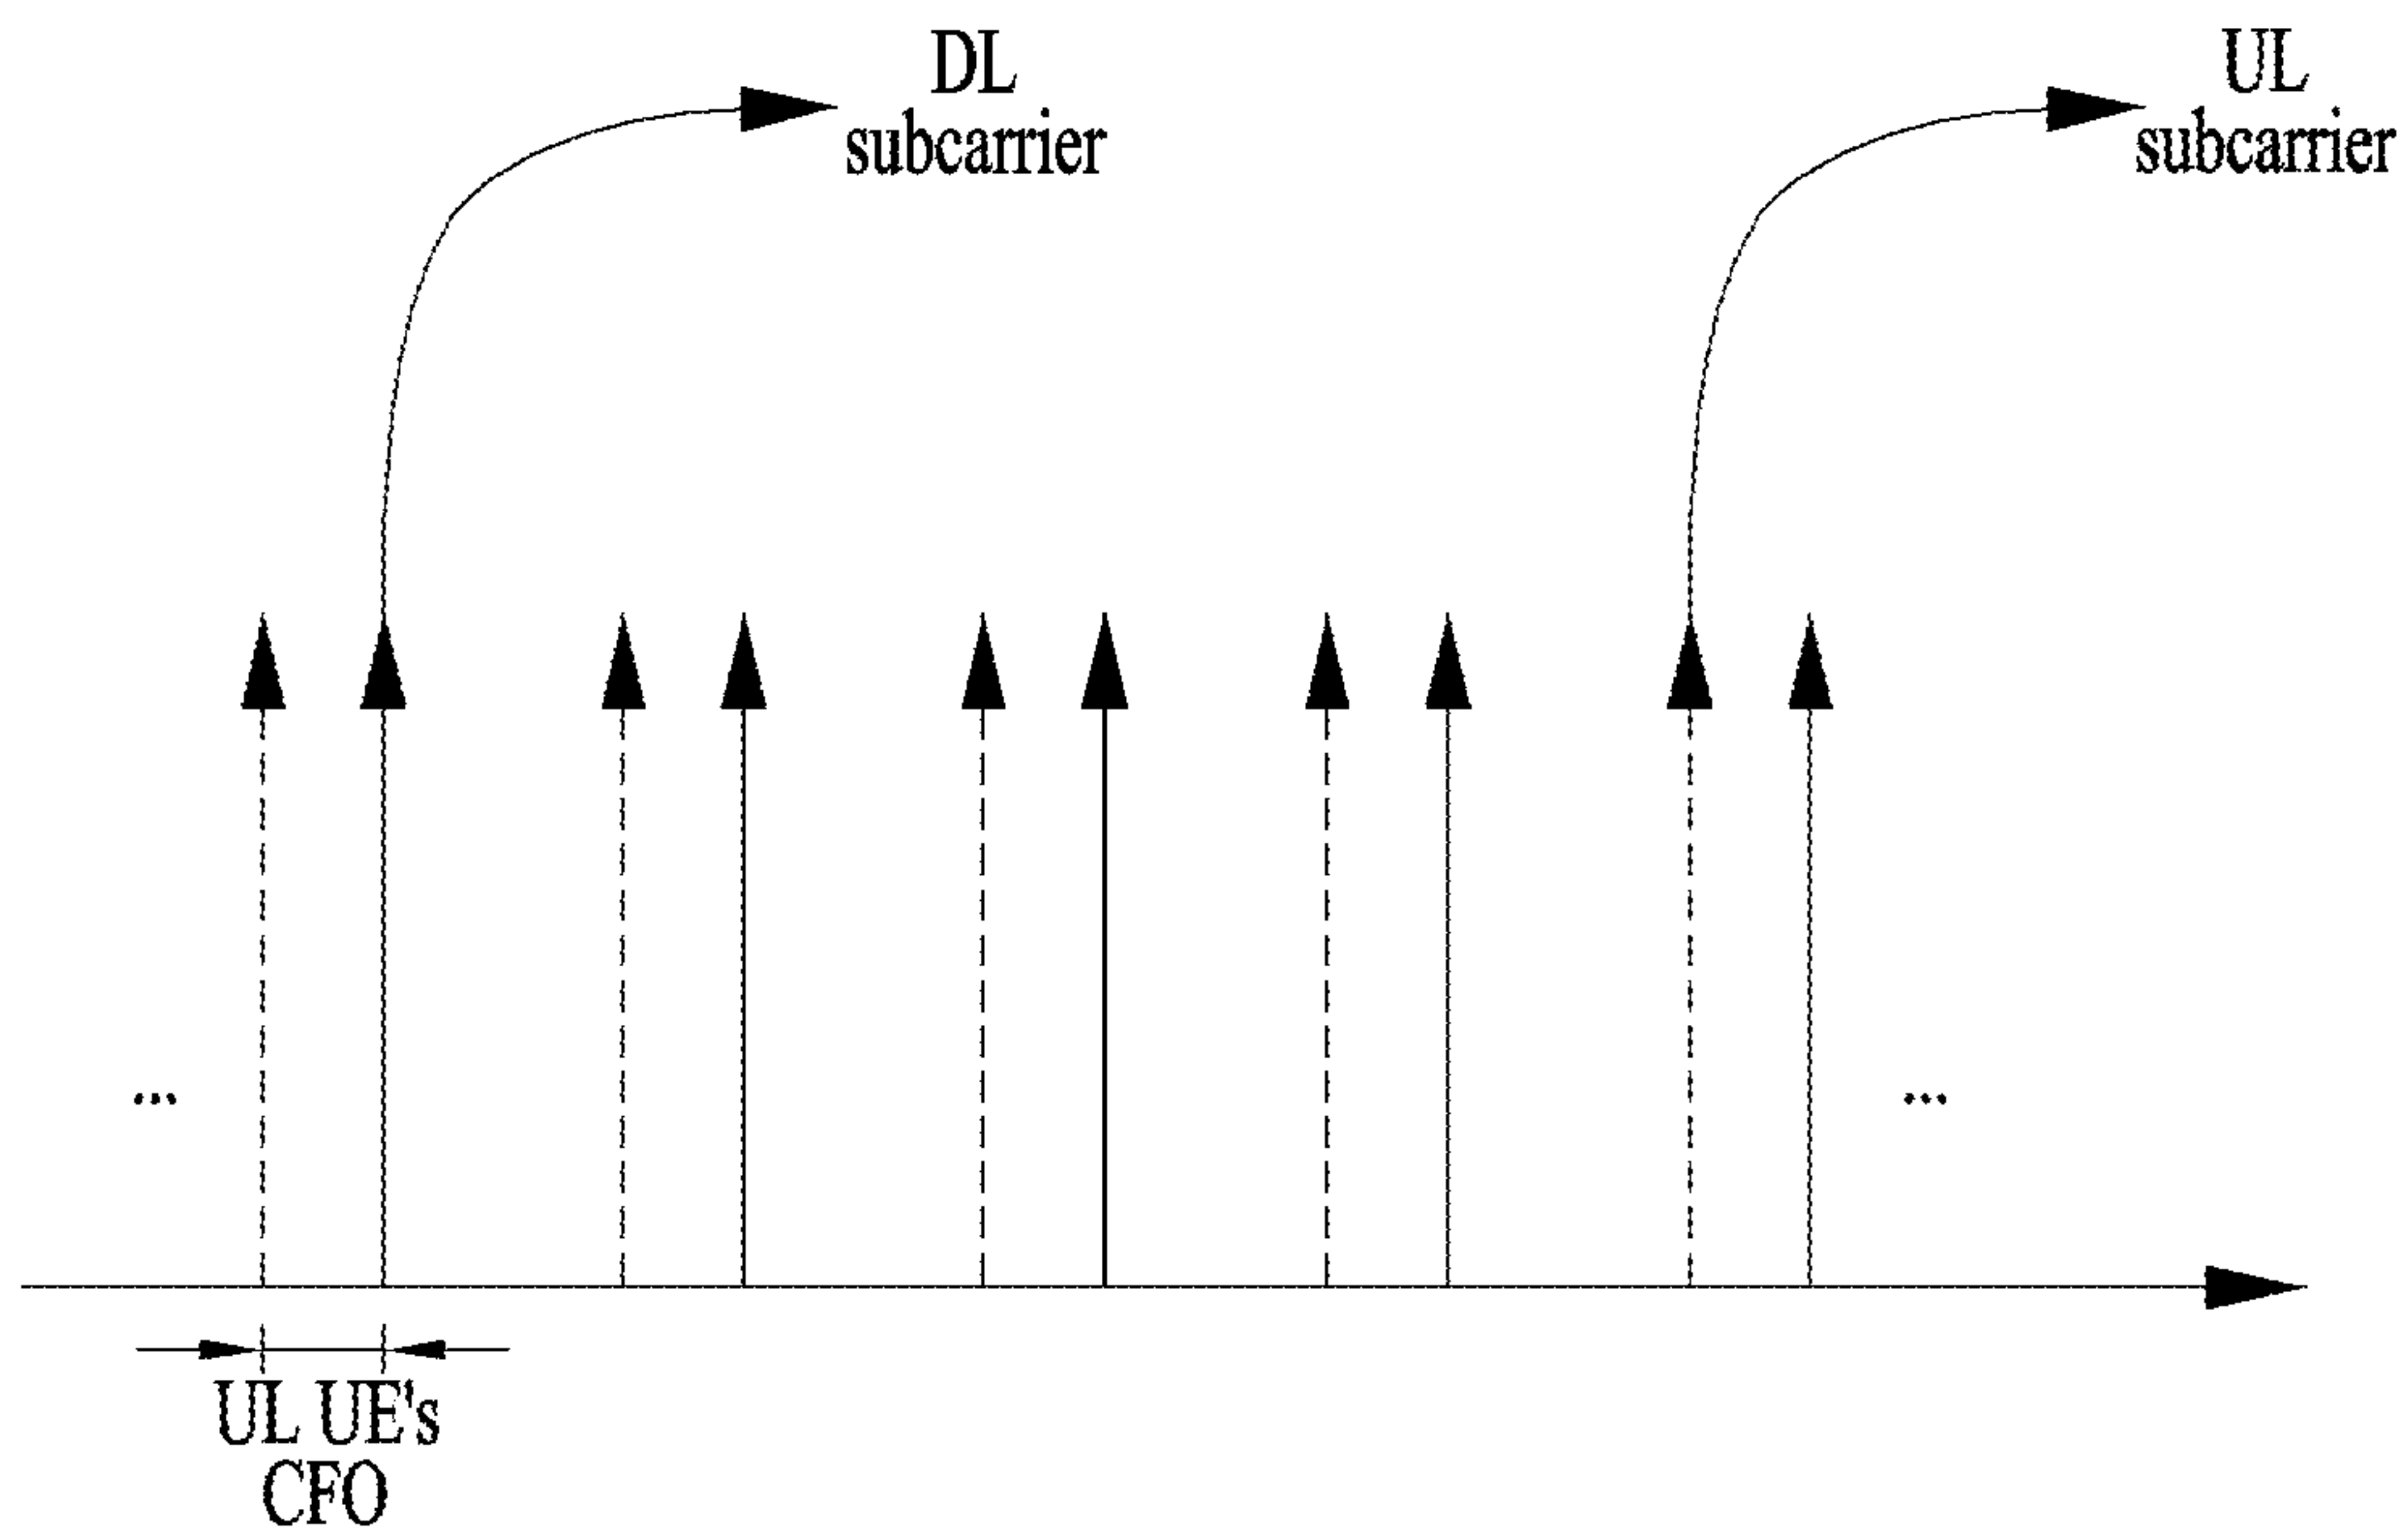 DL
subcarrier
UL
subcarrier
...
...
UL UE's
CFO